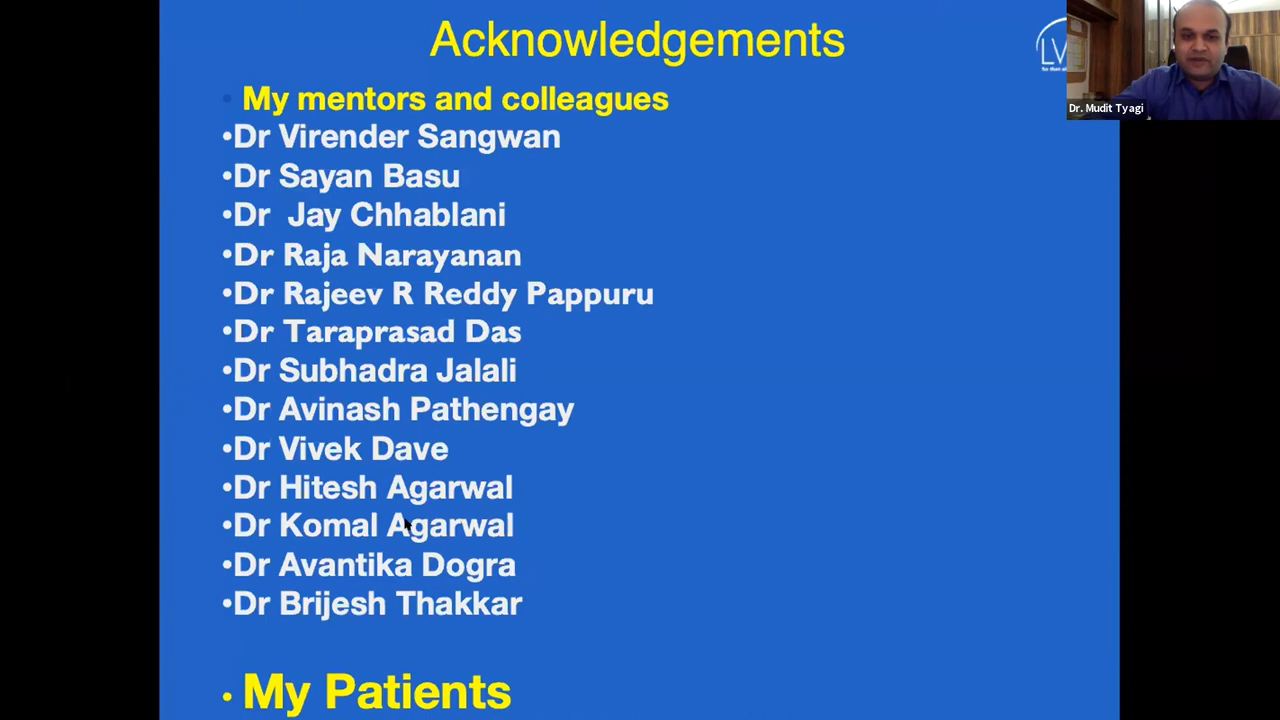 Acknowledgements
• My mentors and colleagues
•Dr Virender Sangwan
•Dr Sayan Basu
•Dr Jay Chhablani
•Dr Raja Narayanan
•Dr Rajeev R Reddy Pappuru
•Dr Taraprasad Das
•Dr Subhadra Jalali
•Dr Avinash Pathengay
•Dr Vivek Dave
•Dr Hitesh Agarwal
•Dr Komal Agarwal
•Dr Avantika Dogra
•Dr Brijesh Thakkar
• My Patients
LV
Dr. Mudit Tyagi